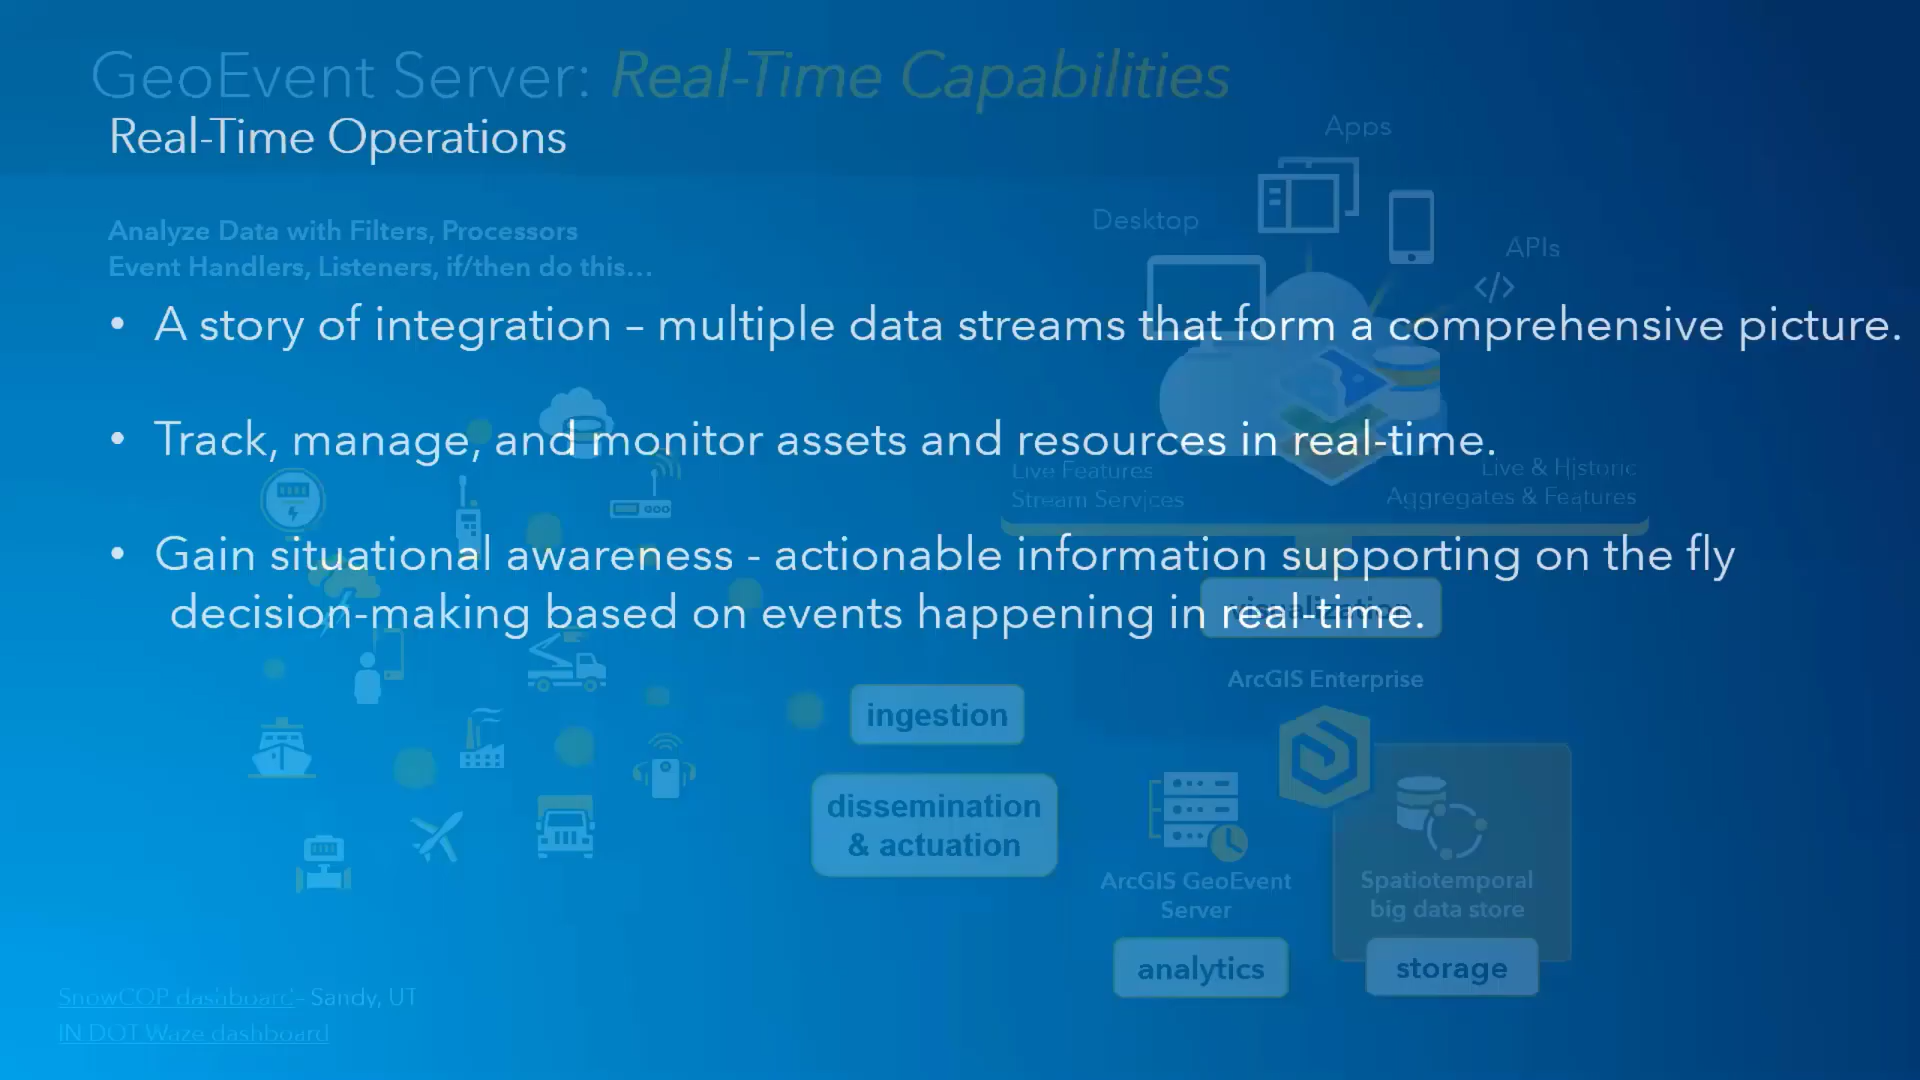 GeoEvent Server: Real-Time Capabilities
Real-Time Operations
Apps
Desktop
APIs
Analyze Data with Filters, Processors
Event Handlers, Listeners, if/then do this...
• A story of integration – multiple data streams that form a comprehensive picture.
• Track, manage, and monitor assets and resources in real-time.
Live Features
Stream Services
Live & Historic
Aggregates & Features
• Gain situational awareness - actionable information supporting on the fly
decision-making based on events happening in real-time.
visualization
ArcGIS Enterprise
ingestion
dissemination
& actuation
ArcGIS GeoEvent
Server
Spatiotemporal
big data store
analytics
storage
SnowCOP dashboard - Sandy, UT
IN DOT Waze dashboard